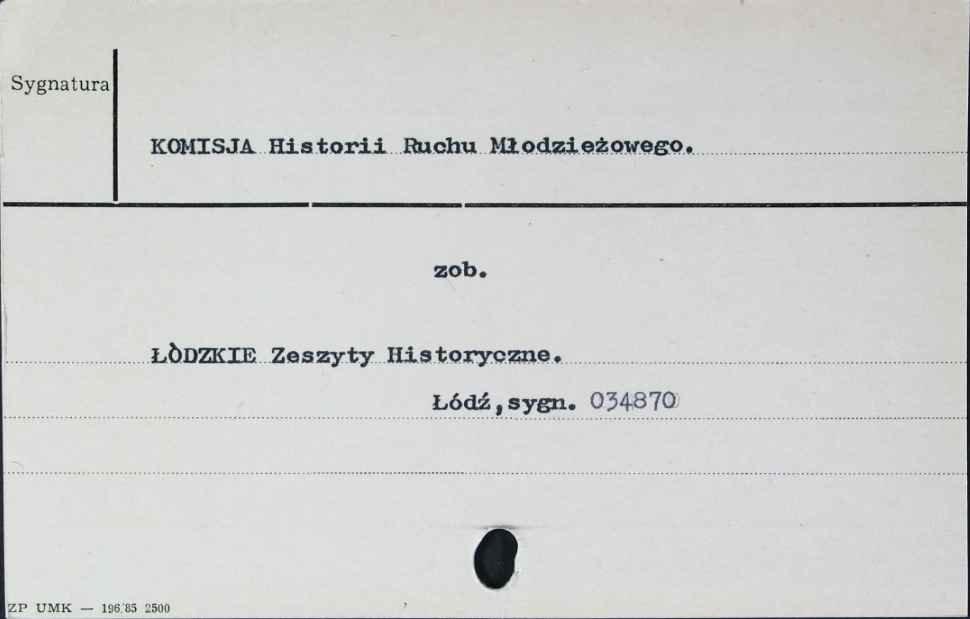 Sygnatura
KOMISJA Historii Ruchu Młodzieżowego.
zob.
ŁÒDZKIE Zeszyty Historyczne.
Łódź,sygn. 034870
ZP UMK — 196/85 2500